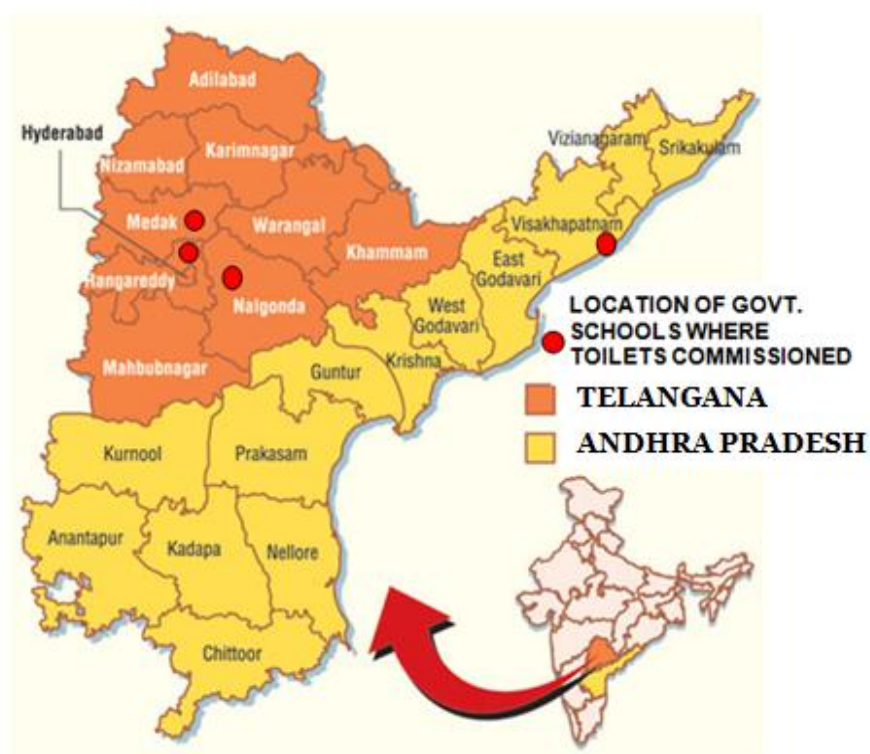 Adilabad
Hyderabad
Nizamabad
Karimnagar
Medak
Warangal
Khammam
Rangareddy
Nalgonda
Mahbubnagar
Vizianagaram
Srikakulam
Visakhapatnam
East
Godavari
West
Godavari
Krishna
Guntur
Kurnool
Prakasam
Anantapur
Kadapa
Nellore
Chittoor
LOCATION OF GOVT.
SCHOOLS WHERE
TOILETS COMMISSIONED
TELANGANA
ANDHRA PRADESH